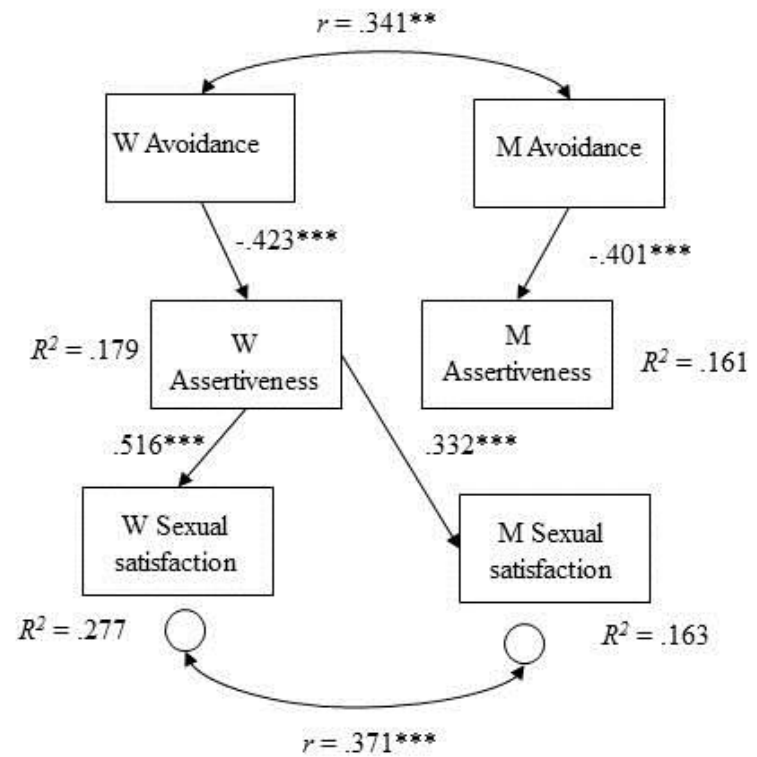 r = .341**
W Avoidance
M Avoidance
-.423***
-.401***
R² = .179
W
Assertiveness
M
Assertiveness
R² = .161
.516***
.332***
W Sexual
satisfaction
M Sexual
satisfaction
R² = .277
R² = .163
r = .371***